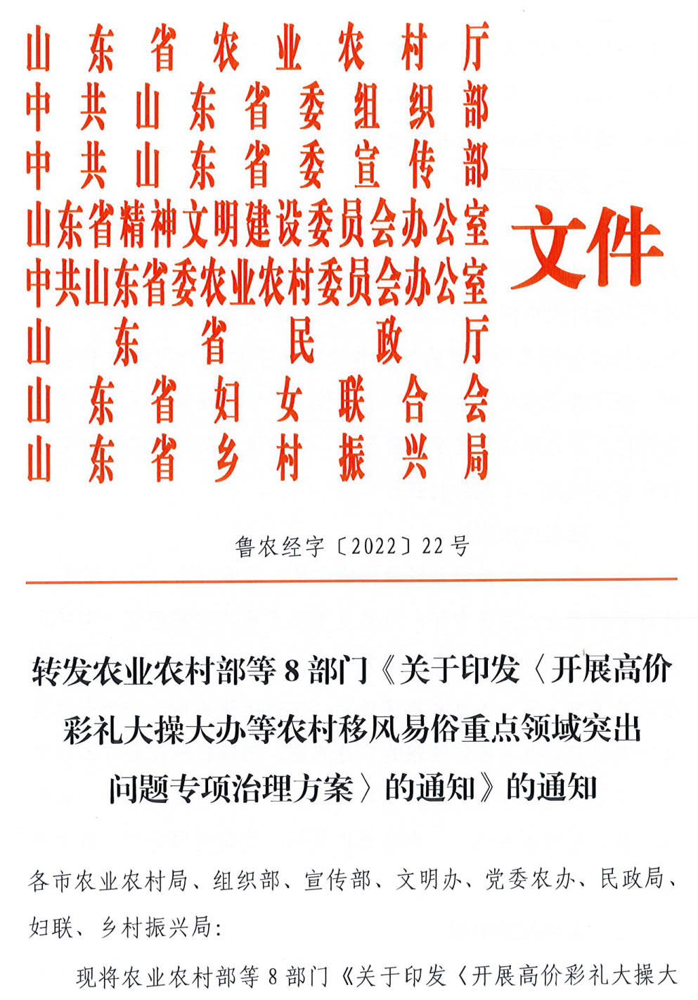 山东省农业农村厅
中共山东省委组织部
中共山东省委宣传部
山东省精神文明建设委员会办公室
中共山东省委农业农村委员会办公室
山东省民政厅
山东省妇女联合会
山东省乡村振兴局
文件
鲁农经字〔2022〕22号
转发农业农村部等8部门《关于印发〈开展高价
彩礼大操大办等农村移风易俗重点领域突出
问题专项治理方案〉的通知》的通知
各市农业农村局、组织部、宣传部、文明办、党委农办、民政局、
妇联、乡村振兴局：
现将农业农村部等8部门《关于印发〈开展高价彩礼大操大